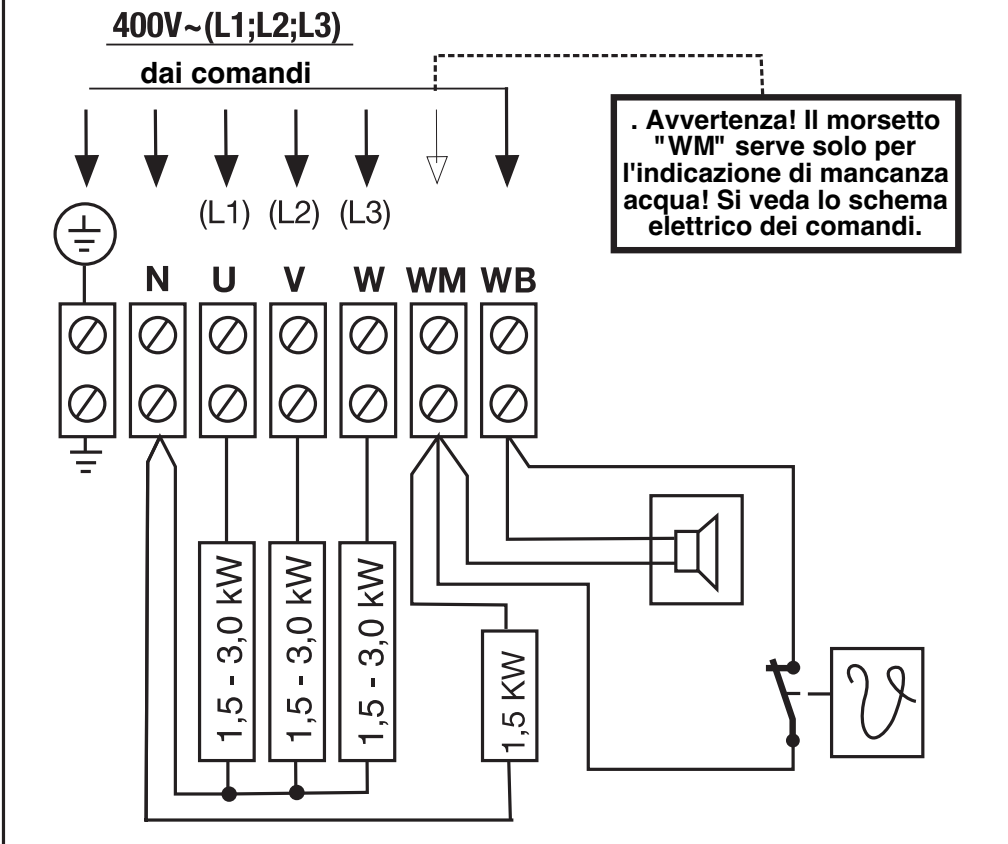 400V~(L1;L2;L3)
dai comandi
. Avvertenza! Il morsetto
"WM" serve solo per
l'indicazione di mancanza
acqua! Si veda lo schema
elettrico dei comandi.
(L1) (L2) (L3)
N U V W WM WB
1,5 - 3,0 kW
1,5 - 3,0 kW
1,5 - 3,0 kW
1,5 KW